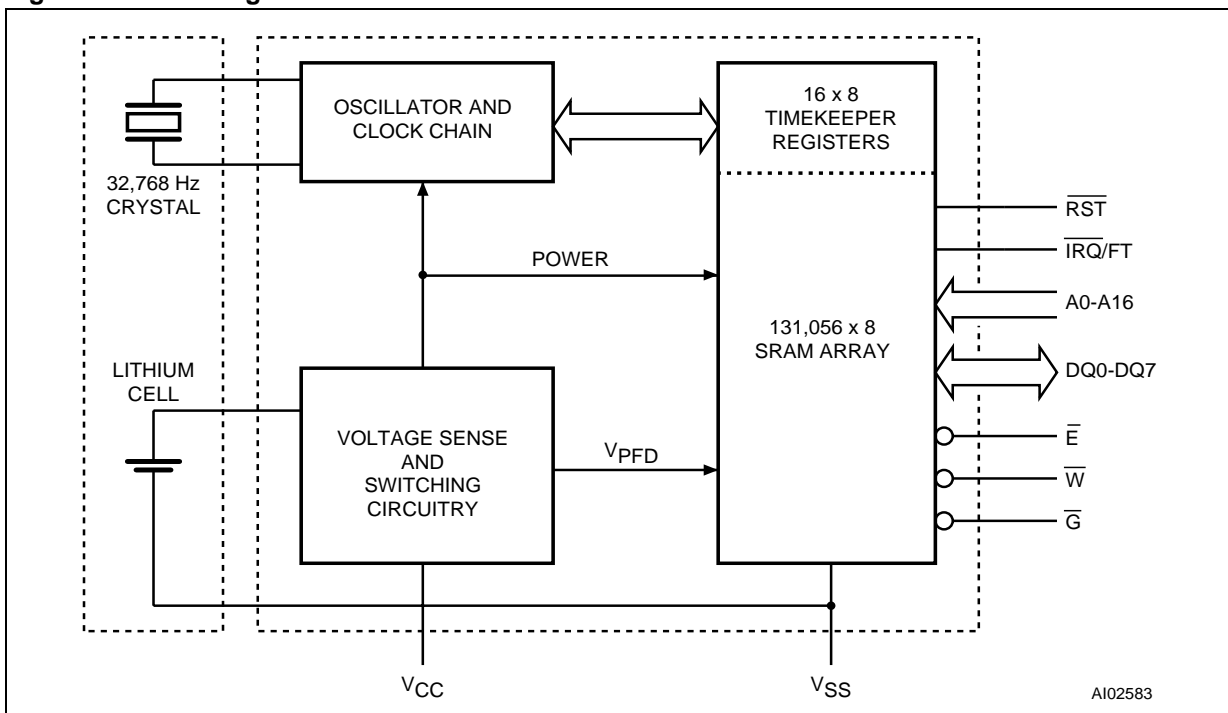 OSCILLATOR AND
CLOCK CHAIN
16 x 8
TIMEKEEPER
REGISTERS
32,768 Hz
CRYSTAL
RST
IRQ/FT
POWER
A0-A16
131,056 x 8
SRAM ARRAY
LITHIUM
CELL
DQ0-DQ7
VOLTAGE SENSE
AND
SWITCHING
CIRCUITRY
VPFD
E
W
G
VCC
VSS
AI02583